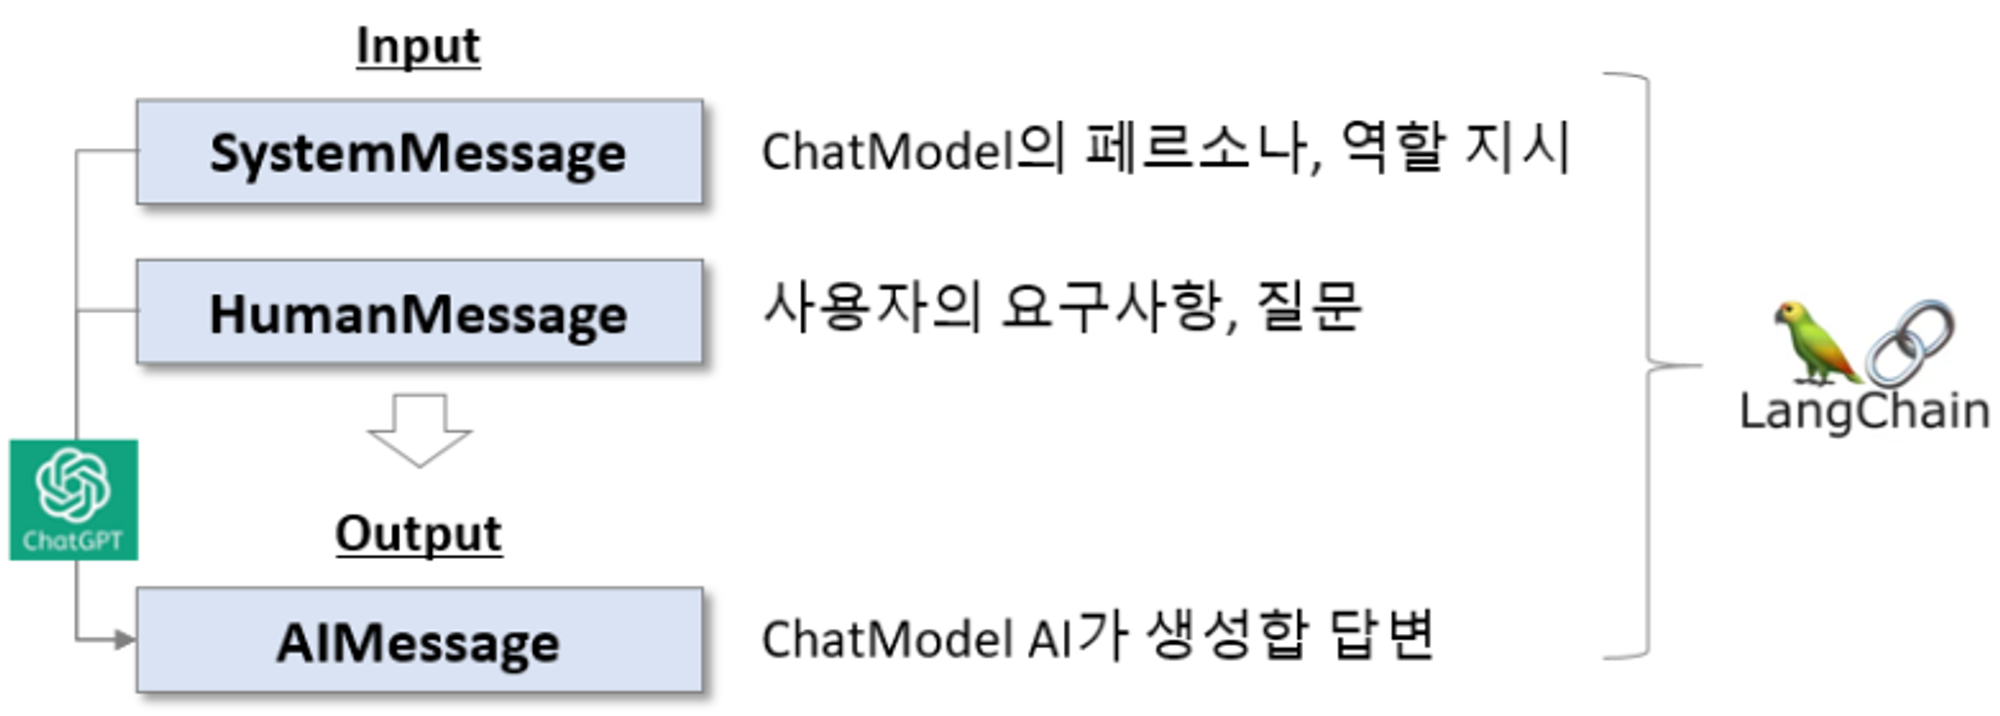 Input
SystemMessage
ChatModel의 페르소나, 역할 지시
HumanMessage
사용자의 요구사항, 질문
LangChain
ChatGPT
Output
AIMessage
ChatModel AI가 생성합 답변